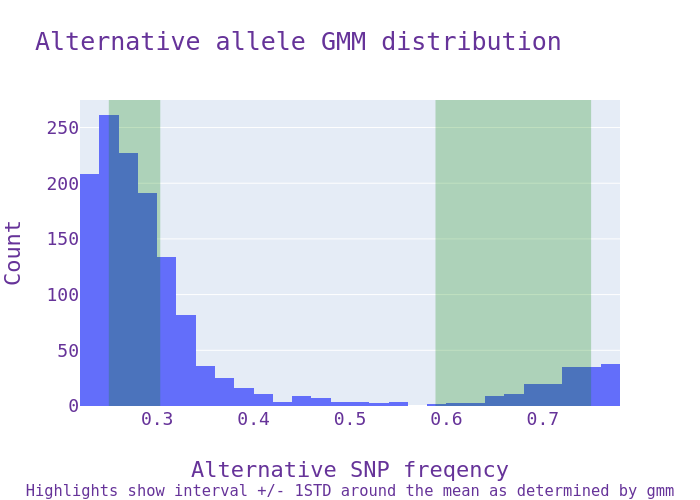 Alternative allele GMM distribution
Count
250
200
150
100
50
0
0.3 0.4 0.5 0.6 0.7
Alternative SNP freqency
Highlights show interval +/- 1STD around the mean as determined by gmm